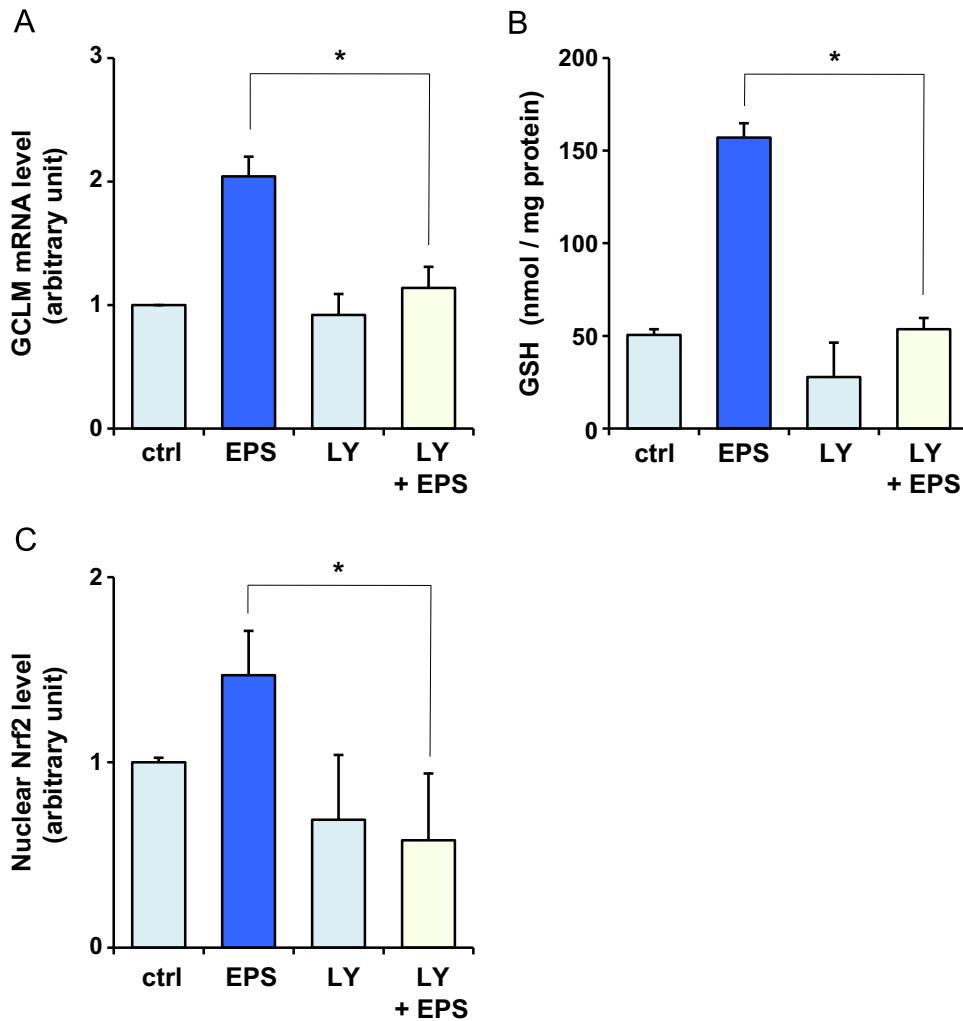 A
GCLM mRNA level
(arbitrary unit)
3
2
1
0
*
ctrl
EPS
LY
LY
+ EPS
B
GSH (nmol / mg protein)
200
150
100
50
0
*
ctrl
EPS
LY
LY
+ EPS
C
Nuclear Nrf2 level
(arbitrary unit)
2
1
0
*
ctrl
EPS
LY
LY
+ EPS